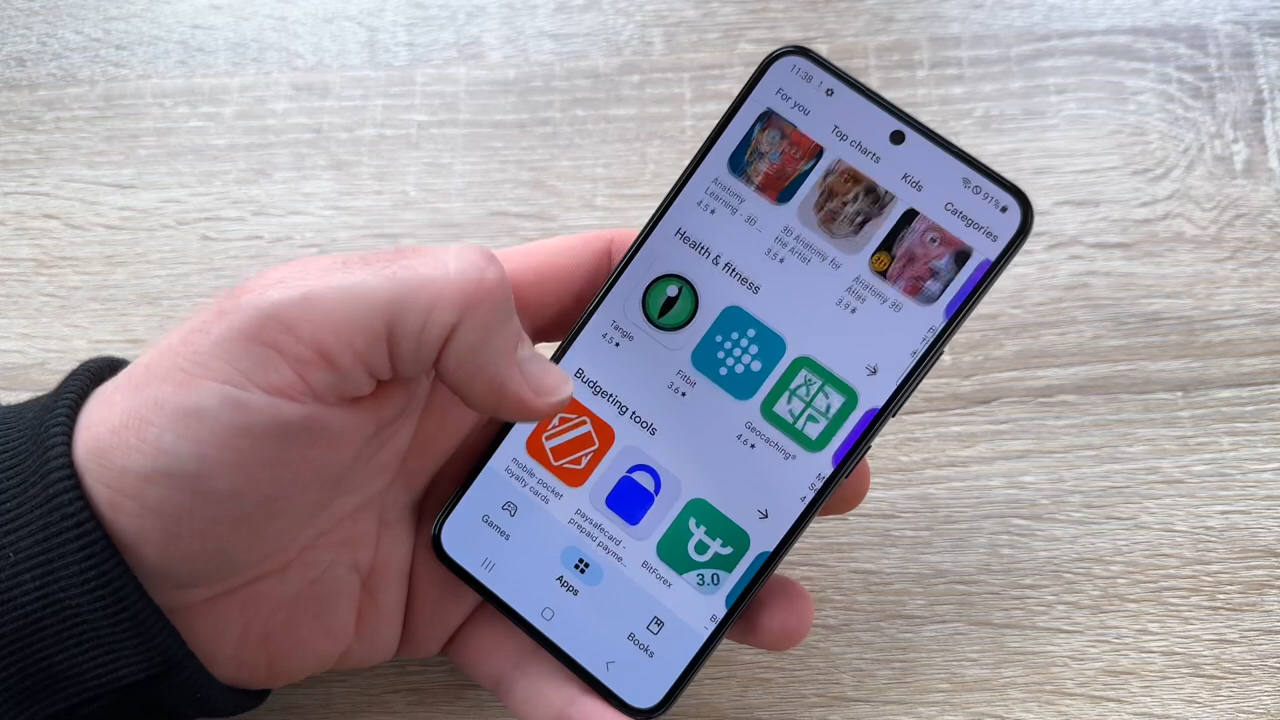 11:38
91%
For you
Top charts
Kids
Categories
Anatomy
Learning - 3D ...
4.5★
3D Anatomy for
the Artist
3.5★
Anatomy 3D
Atlas
3.9★
Health & fitness
Tangle
4.5★
Fitbit
3.6★
Geocaching®
4.6★
Budgeting tools
mobile-pocket
loyalty cards
paysafecard -
prepaid payme...
BitForex
3.0
Games
Apps
Books